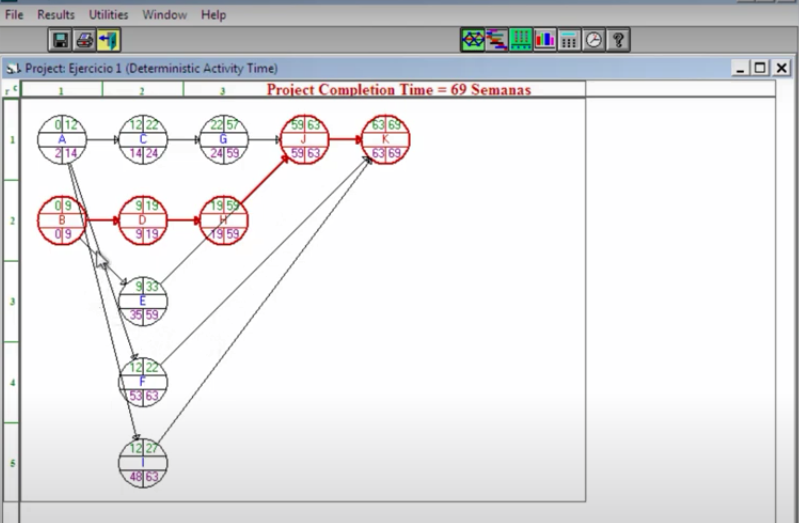 File Results Utilities Window Help
Project: Ejercicio 1 (Deterministic Activity Time)
r c 1 2 3 Project Completion Time = 69 Semanas
1
0 12
A
2 14
12 22
C
14 24
22 57
G
24 59
59 63
J
59 63
63 69
K
63 69
2
0 9
B
0 9
9 19
D
9 19
19 59
H
19 59
3
9 33
E
35 59
4
12 22
F
53 63
5
12 27
I
48 63